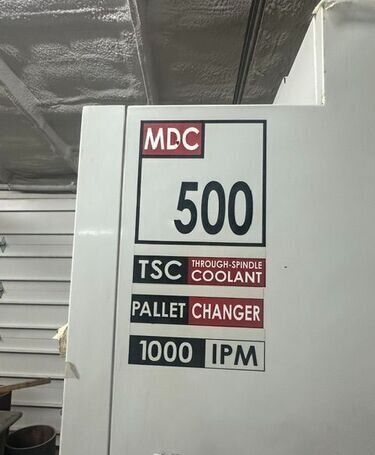 MDC
500
TSC THROUGH-SPINDLE COOLANT
PALLET CHANGER
1000 IPM